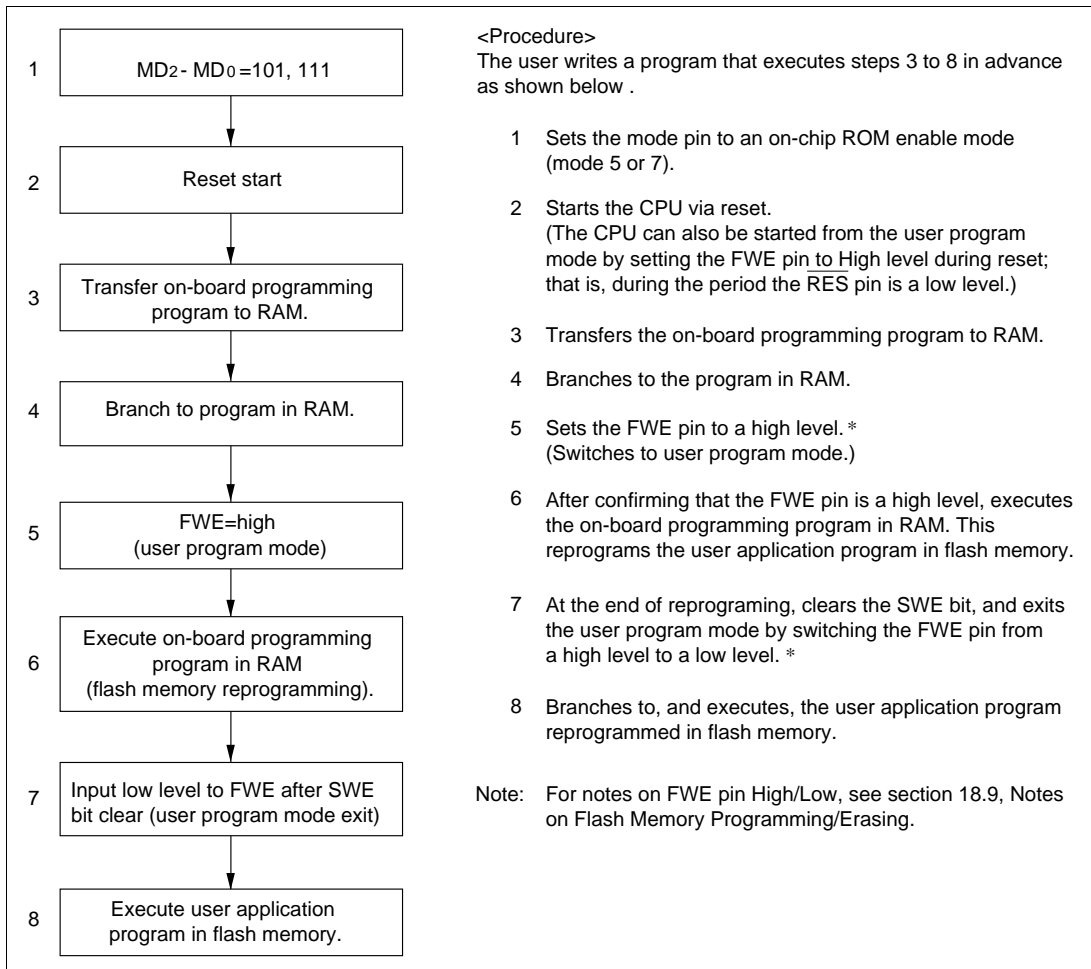 1
MD2 - MD0 =101, 111
2
Reset start
3
Transfer on-board programming
program to RAM.
4
Branch to program in RAM.
5
FWE=high
(user program mode)
6
Execute on-board programming
program in RAM
(flash memory reprogramming).
7
Input low level to FWE after SWE
bit clear (user program mode exit)
8
Execute user application
program in flash memory.
<Procedure>
The user writes a program that executes steps 3 to 8 in advance
as shown below .
1 Sets the mode pin to an on-chip ROM enable mode
(mode 5 or 7).
2 Starts the CPU via reset.
(The CPU can also be started from the user program
mode by setting the FWE pin to High level during reset;
that is, during the period the RES pin is a low level.)
3 Transfers the on-board programming program to RAM.
4 Branches to the program in RAM.
5 Sets the FWE pin to a high level. *
(Switches to user program mode.)
6 After confirming that the FWE pin is a high level, executes
the on-board programming program in RAM. This
reprograms the user application program in flash memory.
7 At the end of reprograming, clears the SWE bit, and exits
the user program mode by switching the FWE pin from
a high level to a low level. *
8 Branches to, and executes, the user application program
reprogrammed in flash memory.
Note: For notes on FWE pin High/Low, see section 18.9, Notes
on Flash Memory Programming/Erasing.